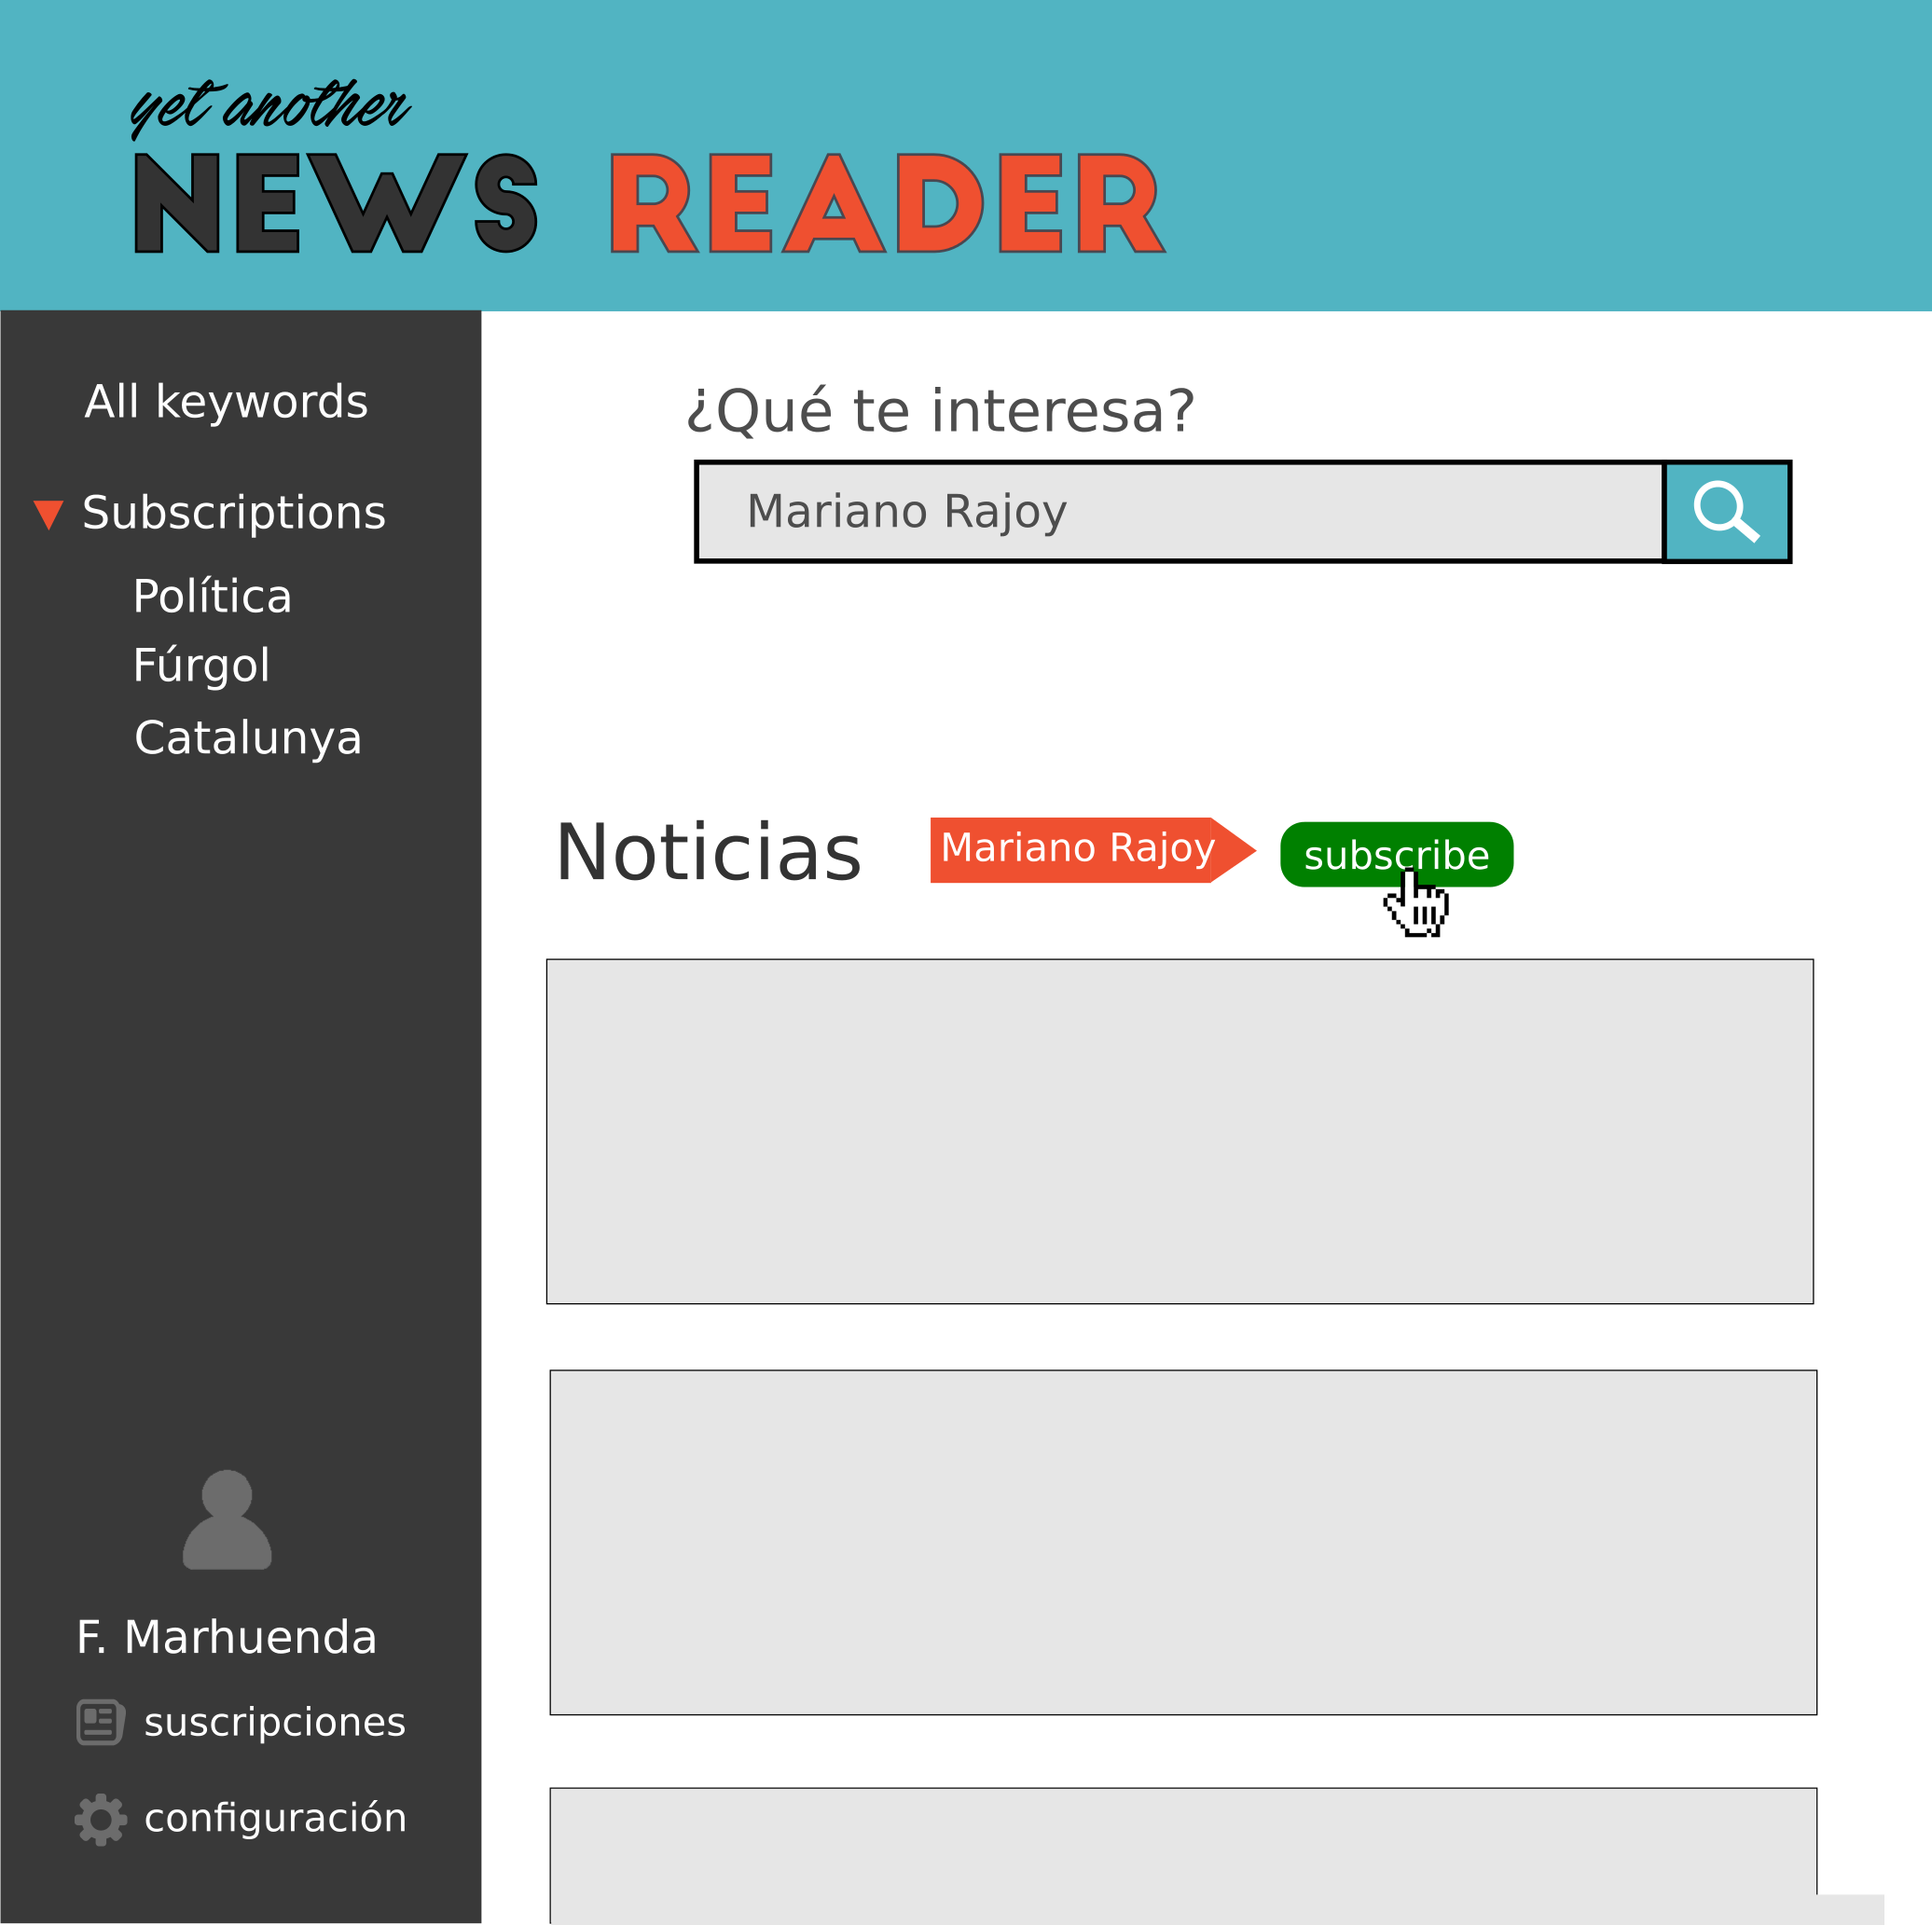 yet another
NEWS READER
All keywords
Subscriptions
Política
Fúrgol
Catalunya
¿Qué te interesa?
Mariano Rajoy
Noticias
Mariano Rajoy
subscribe
F. Marhuenda
suscripciones
configuración